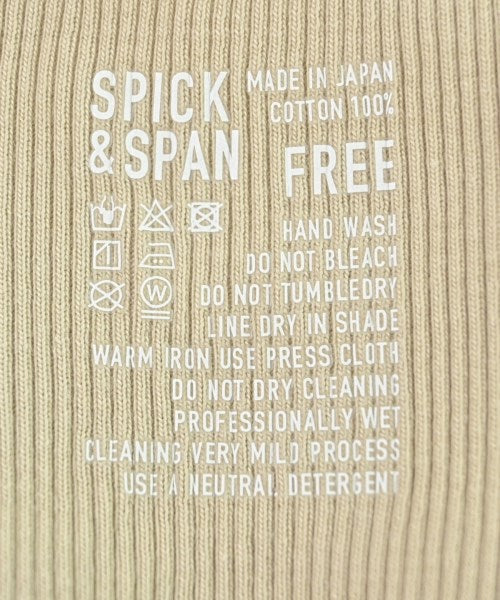 SPICK
& SPAN
MADE IN JAPAN
COTTON 100%
FREE
W
HAND WASH
DO NOT BLEACH
DO NOT TUMBLEDRY
LINE DRY IN SHADE
WARM IRON USE PRESS CLOTH
DO NOT DRY CLEANING
PROFESSIONALLY WET
CLEANING VERY MILD PROCESS
USE A NEUTRAL DETERGENT